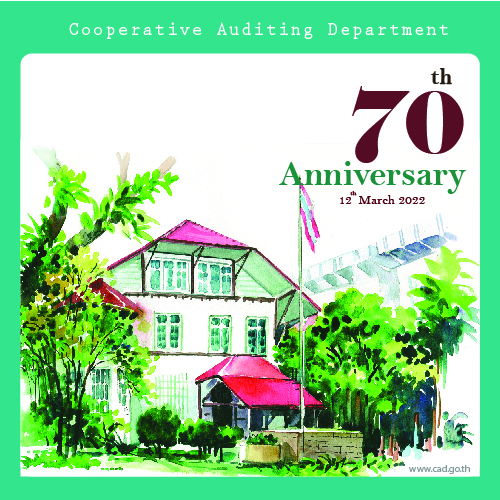 Cooperative Auditing Department
70th
Anniversary
12th March 2022
www.cad.go.th